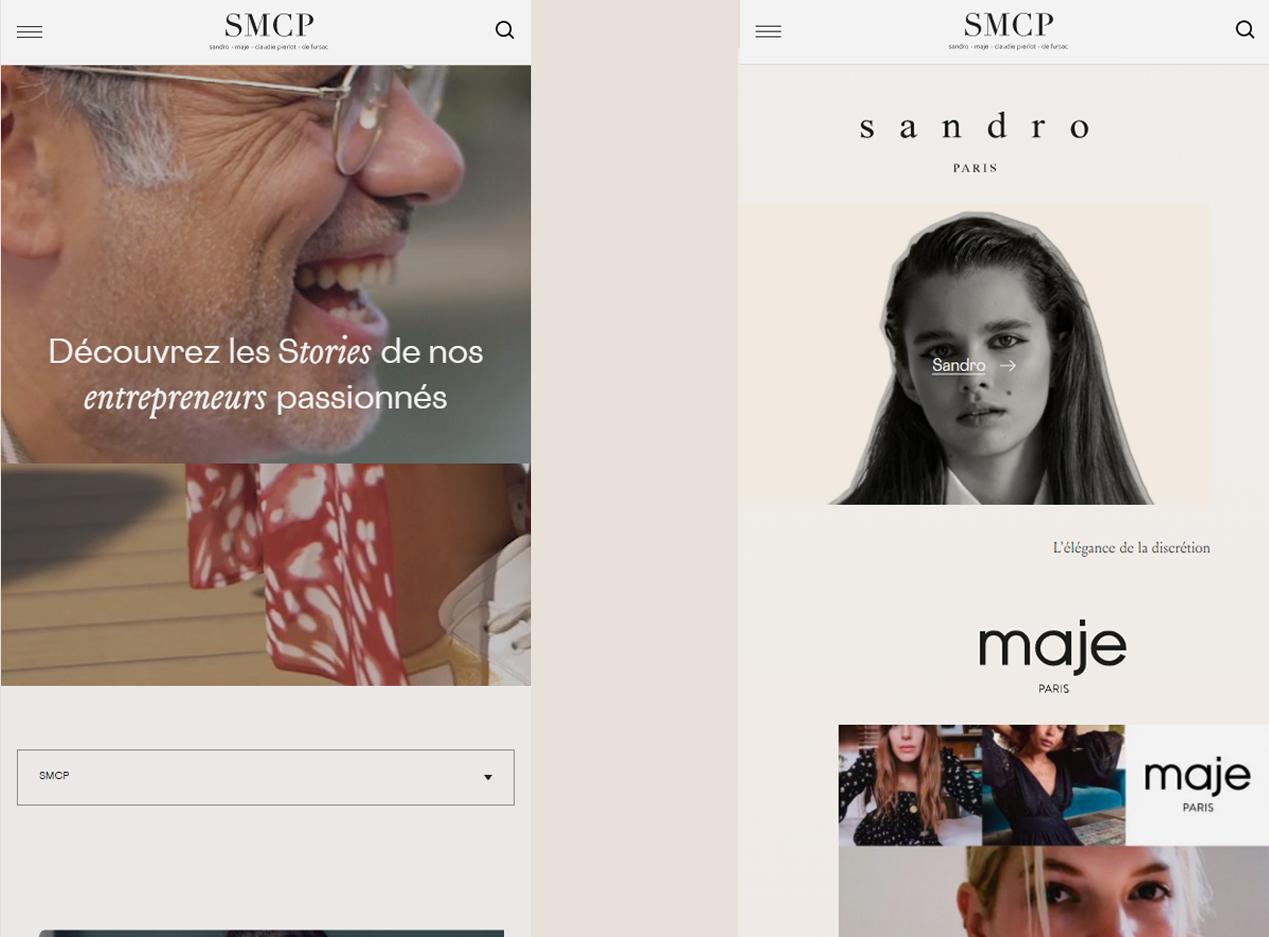 SMCP
sandro · maje · claudie pierlot · de fursac
Découvrez les Stories de nos
entrepreneurs passionnés
SMCP
SMCP
sandro · maje · claudie pierlot · de fursac
sandro
PARIS
Sandro →
L'élégance de la discrétion
maje
PARIS
maje
PARIS